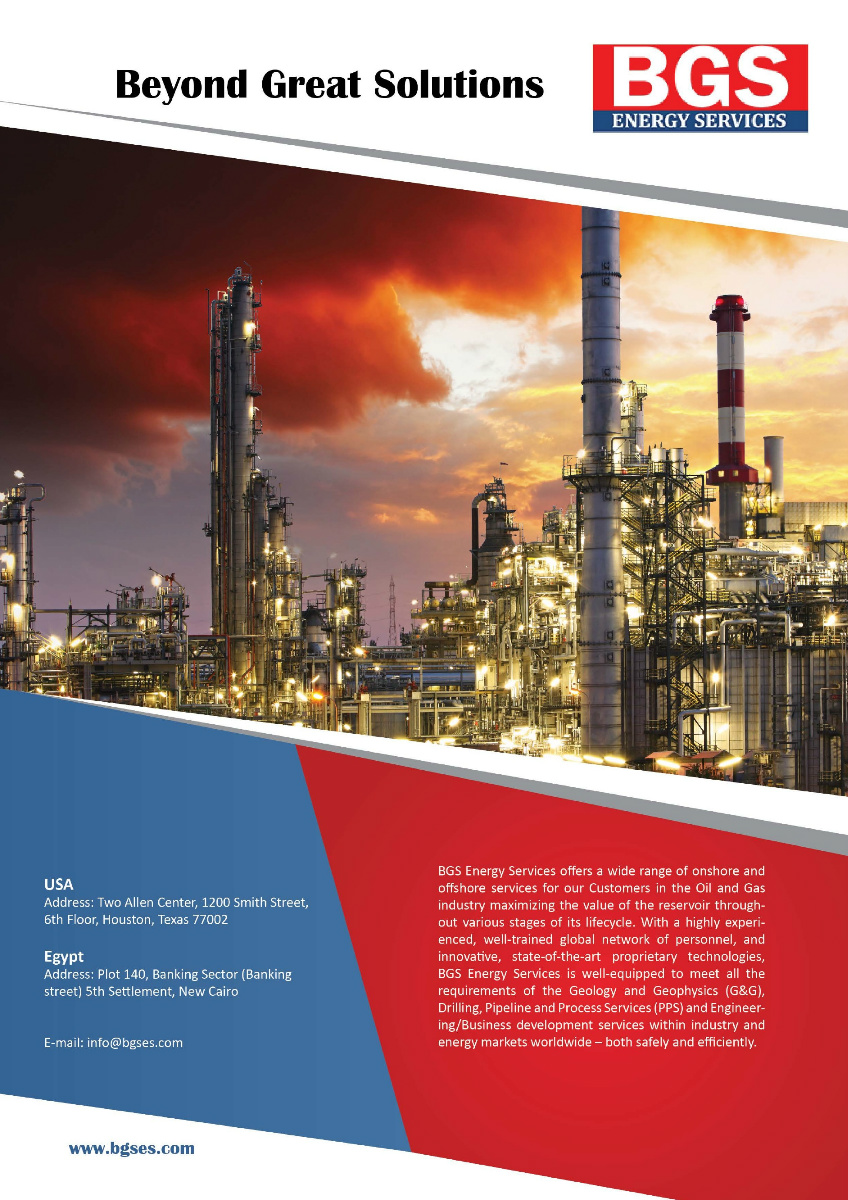 Beyond Great Solutions
BGS
ENERGY SERVICES
USA
Address: Two Allen Center, 1200 Smith Street,
6th Floor, Houston, Texas 77002
Egypt
Address: Plot 140, Banking Sector (Banking
street) 5th Settlement, New Cairo
E-mail: info@bgses.com
BGS Energy Services offers a wide range of onshore and
offshore services for our Customers in the Oil and Gas
industry maximizing the value of the reservoir through-
out various stages of its lifecycle. With a highly experi-
enced, well-trained global network of personnel, and
innovative, state-of-the-art proprietary technologies,
BGS Energy Services is well-equipped to meet all the
requirements of the Geology and Geophysics (G&G),
Drilling, Pipeline and Process Services (PPS) and Engineer-
ing/Business development services within industry and
energy markets worldwide – both safely and efficiently.
www.bgses.com